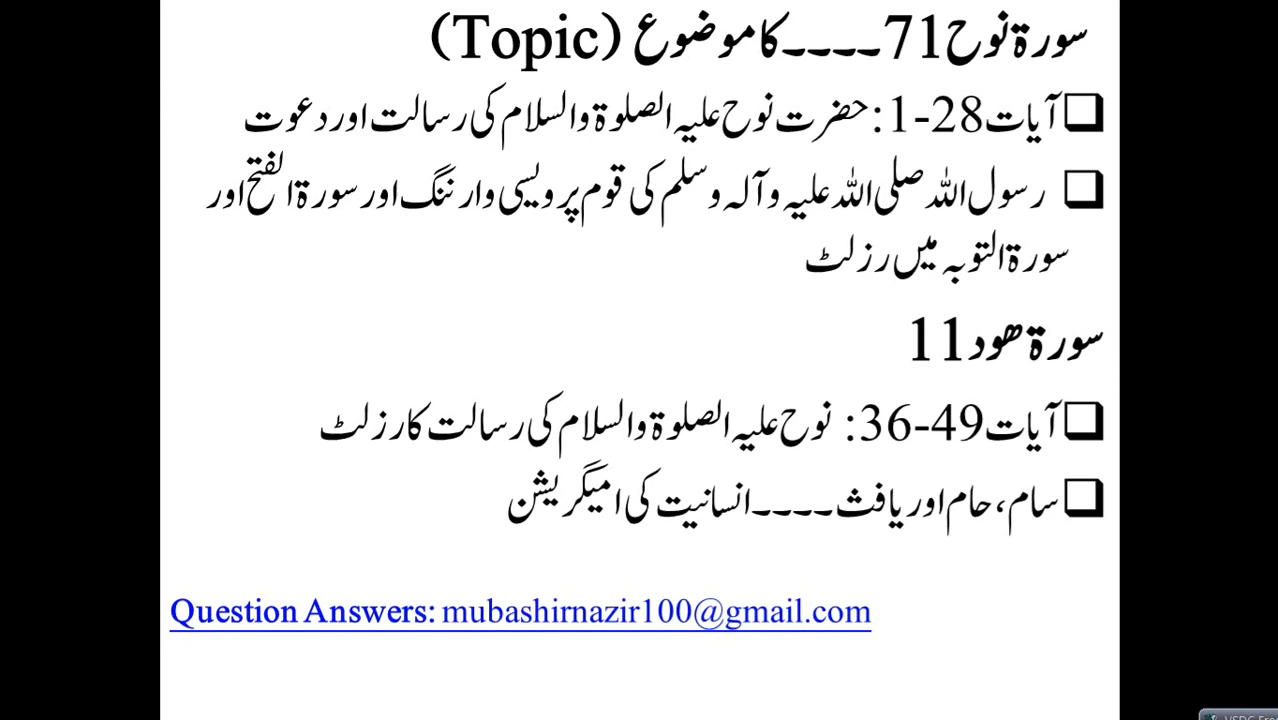 سورۃ نوح 71۔۔۔۔ کا موضوع (Topic)
❑ آیات 28-1: حضرت نوح علیہ الصلوۃ والسلام کی رسالت اور دعوت
❑ رسول اللہ صلی اللہ علیہ وآلہ وسلم کی قوم پر ویسی وارننگ اور سورۃ الفتح اور
سورۃ التوبہ میں رزلٹ
سورۃ ھود 11
❑ آیات 49-36: نوح علیہ الصلوۃ والسلام کی رسالت کا رزلٹ
❑ سام، حام اور یافث۔۔۔۔ انسانیت کی امیگریشن
Question Answers: mubashirnazir100@gmail.com